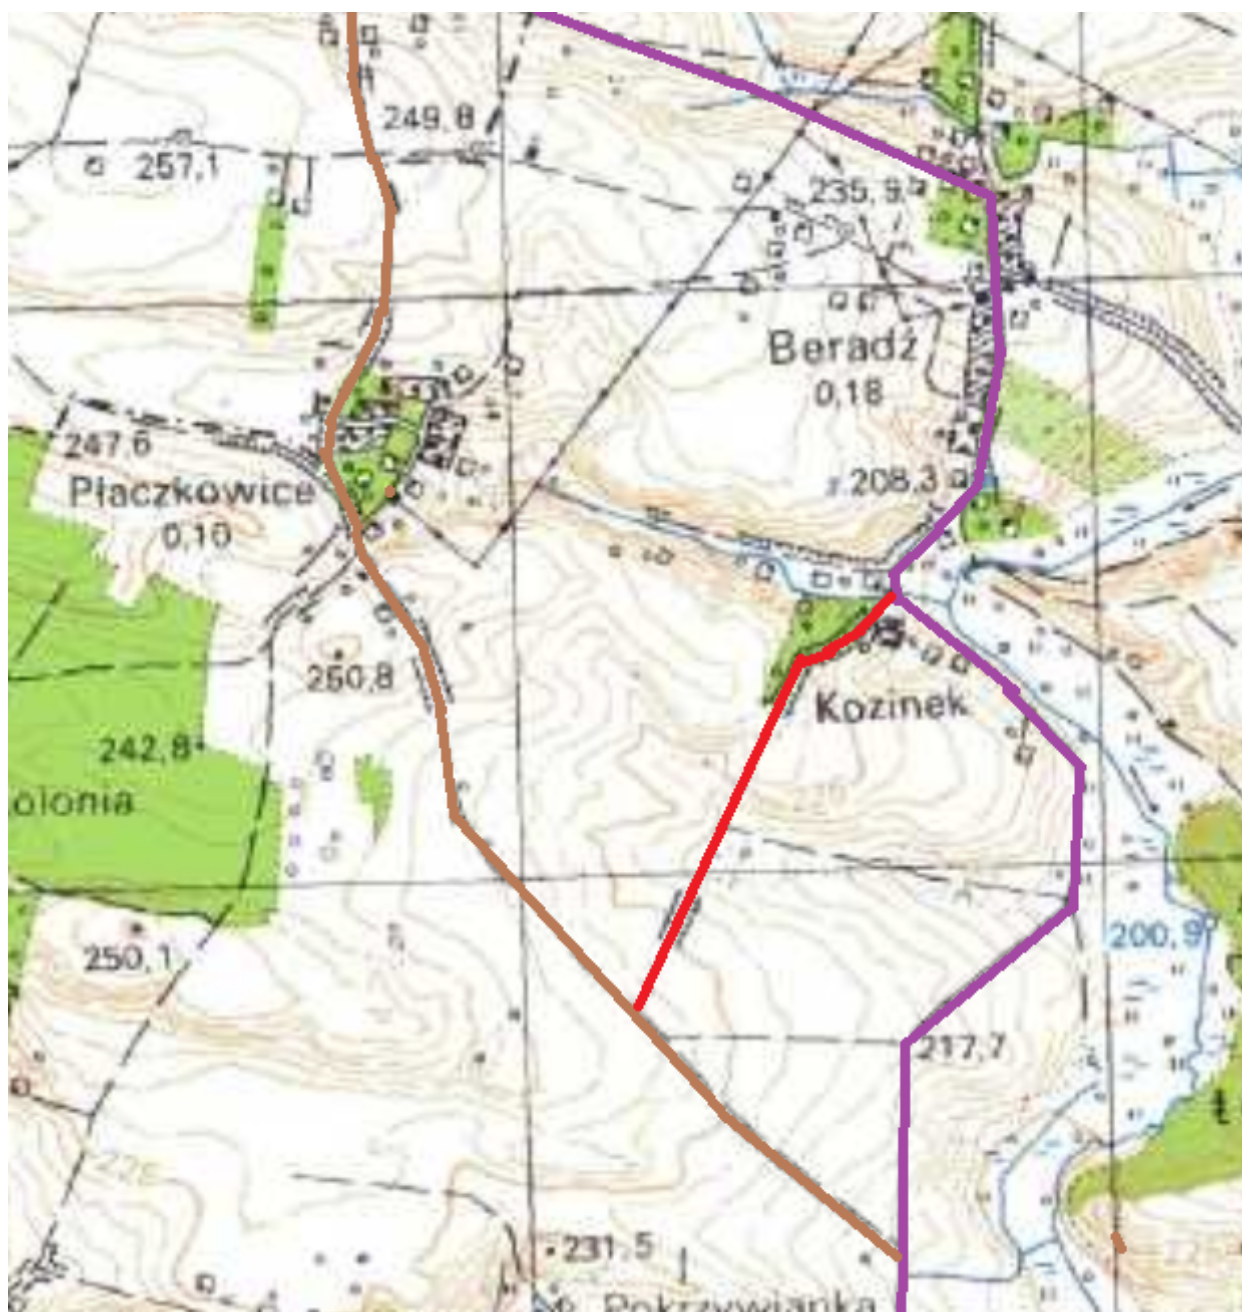 249,8
257,1
235,9
Beradź
0,18
247,6
Płaczkowice
0,10
208,3
250,8
Kozinek
242,8
olonia
250,1
200,9
217,7
231,5
Pokrzywianka